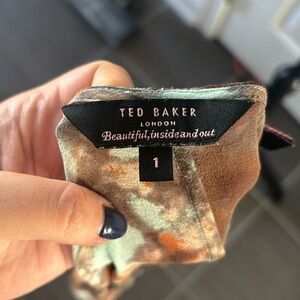 TED BAKER
LONDON
Beautiful,insideandout
1